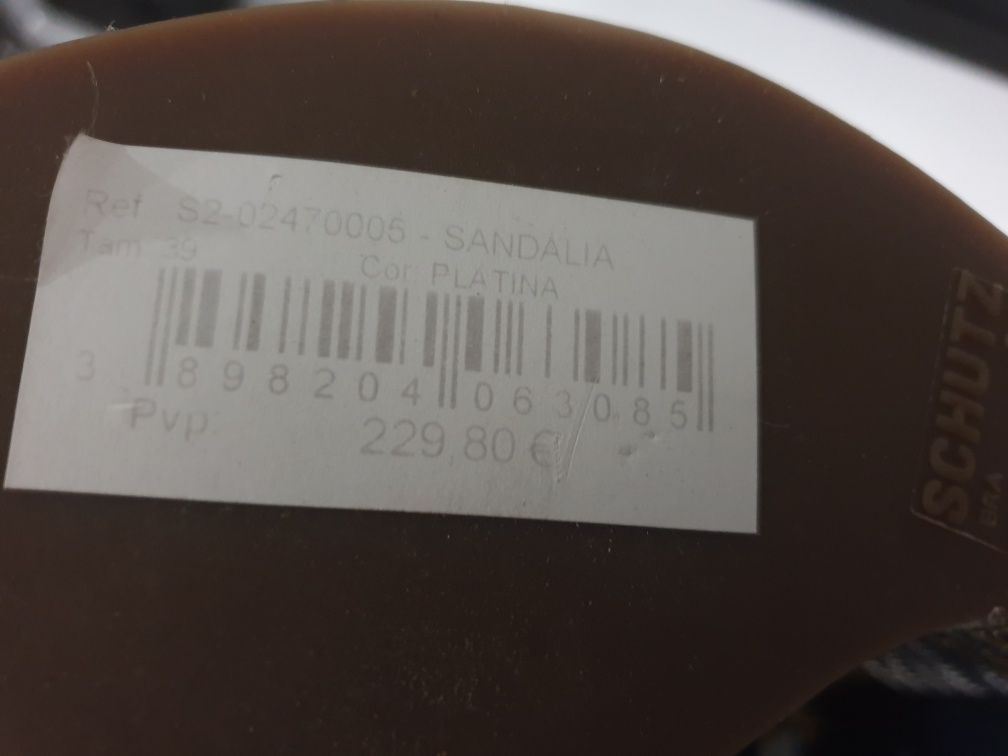 Ref S2-02470005 - SANDALIA
Tam 39
Cor PLATINA
3 898204 063085
Pvp: 229,80 €
SCHUTZ